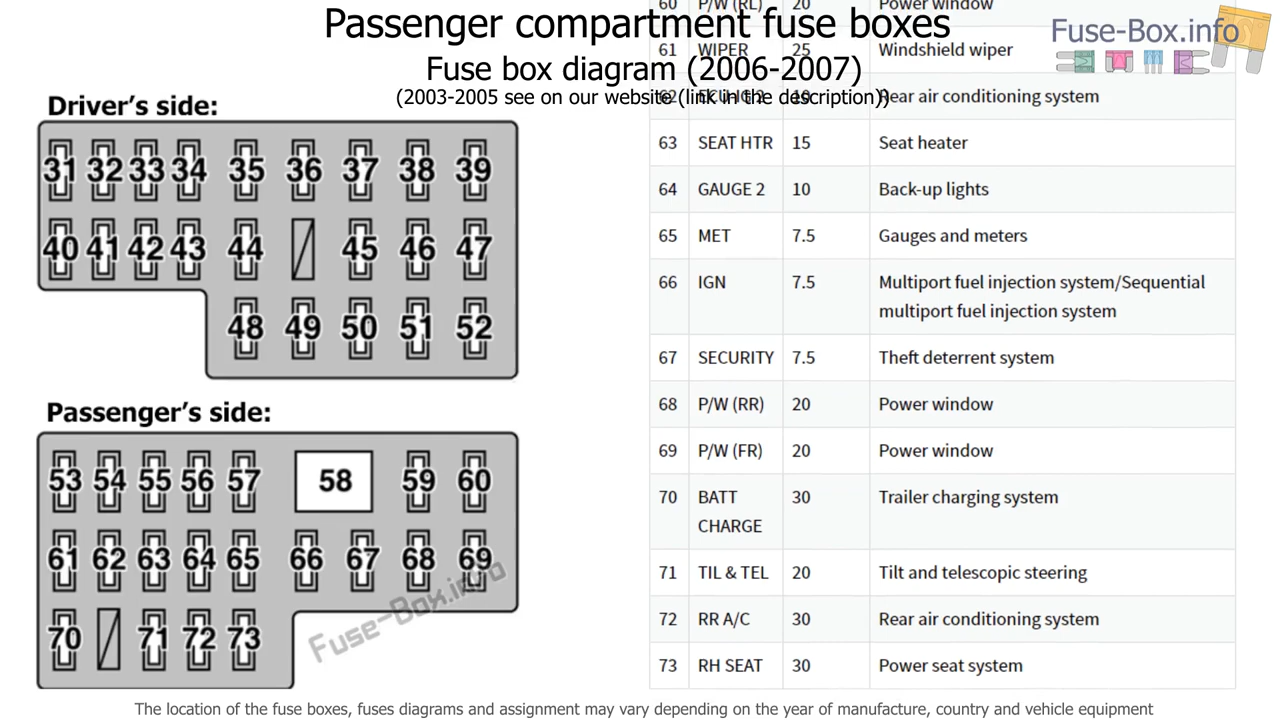 Passenger compartment fuse boxes
Fuse box diagram (2006-2007)
(2003-2005 see on our website (link in the description))
Fuse-Box.info
Driver's side:
31 32 33 34 35 36 37 38 39
40 41 42 43 44 45 46 47
48 49 50 51 52
Passenger's side:
53 54 55 56 57 58 59 60
61 62 63 64 65 66 67 68 69
70 71 72 73
Fuse-Box.info
60 P/W (RL) 20 Power window
61 WIPER 25 Windshield wiper
62 ECU-IG 2 10 Rear air conditioning system
63 SEAT HTR 15 Seat heater
64 GAUGE 2 10 Back-up lights
65 MET 7.5 Gauges and meters
66 IGN 7.5 Multiport fuel injection system/Sequential
multiport fuel injection system
67 SECURITY 7.5 Theft deterrent system
68 P/W (RR) 20 Power window
69 P/W (FR) 20 Power window
70 BATT 30 Trailer charging system
CHARGE
71 TIL & TEL 20 Tilt and telescopic steering
72 RR A/C 30 Rear air conditioning system
73 RH SEAT 30 Power seat system
The location of the fuse boxes, fuses diagrams and assignment may vary depending on the year of manufacture, country and vehicle equipment